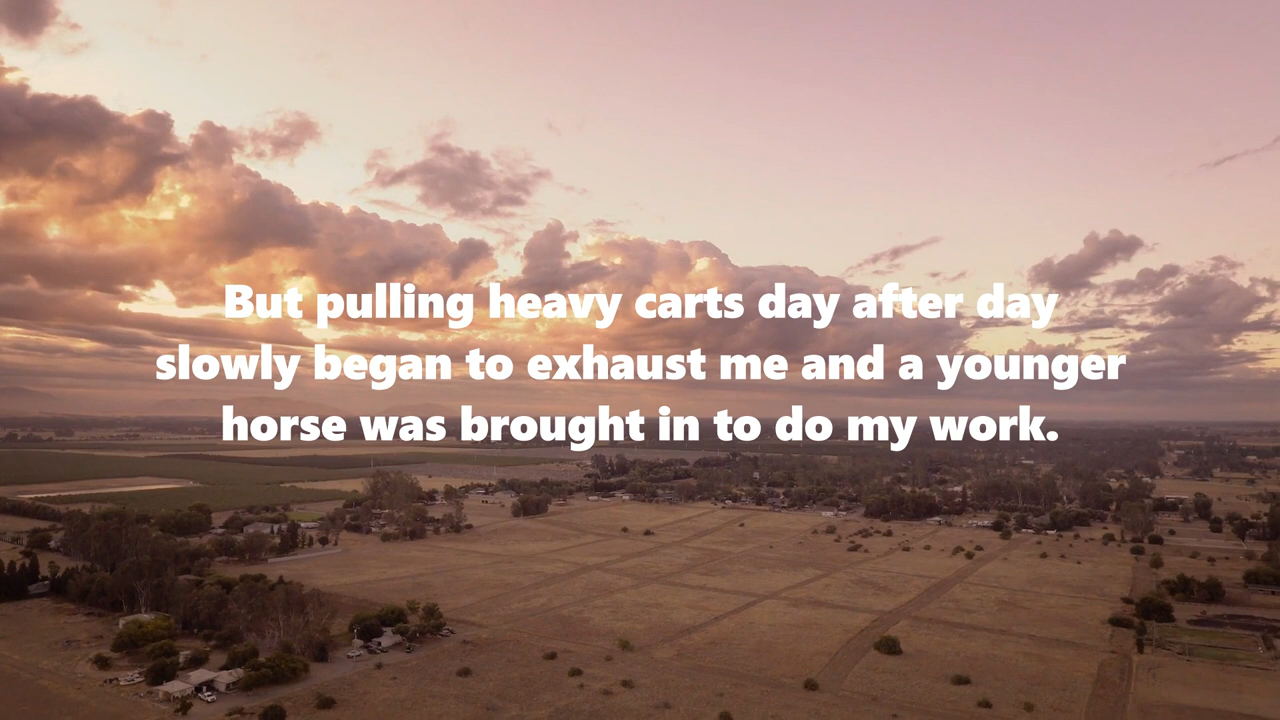 But pulling heavy carts day after day
slowly began to exhaust me and a younger
horse was brought in to do my work.